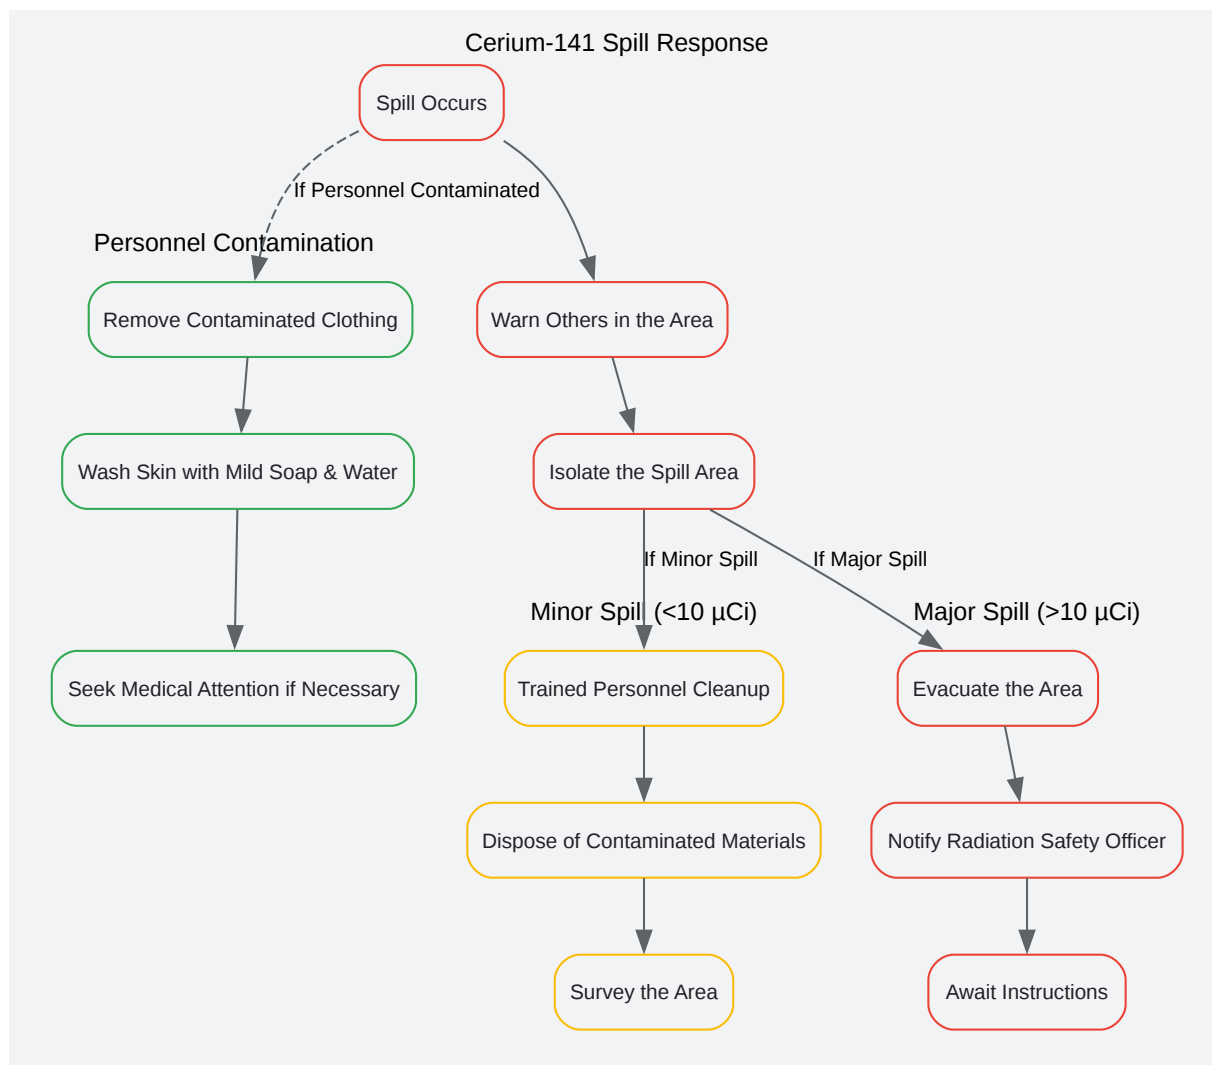 Cerium-141 Spill Response
Spill Occurs
If Personnel Contaminated
Personnel Contamination
Remove Contaminated Clothing
Warn Others in the Area
Wash Skin with Mild Soap & Water
Isolate the Spill Area
If Minor Spill
If Major Spill
Minor Spill (<10 µCi)
Major Spill (>10 µCi)
Seek Medical Attention if Necessary
Trained Personnel Cleanup
Evacuate the Area
Dispose of Contaminated Materials
Notify Radiation Safety Officer
Survey the Area
Await Instructions